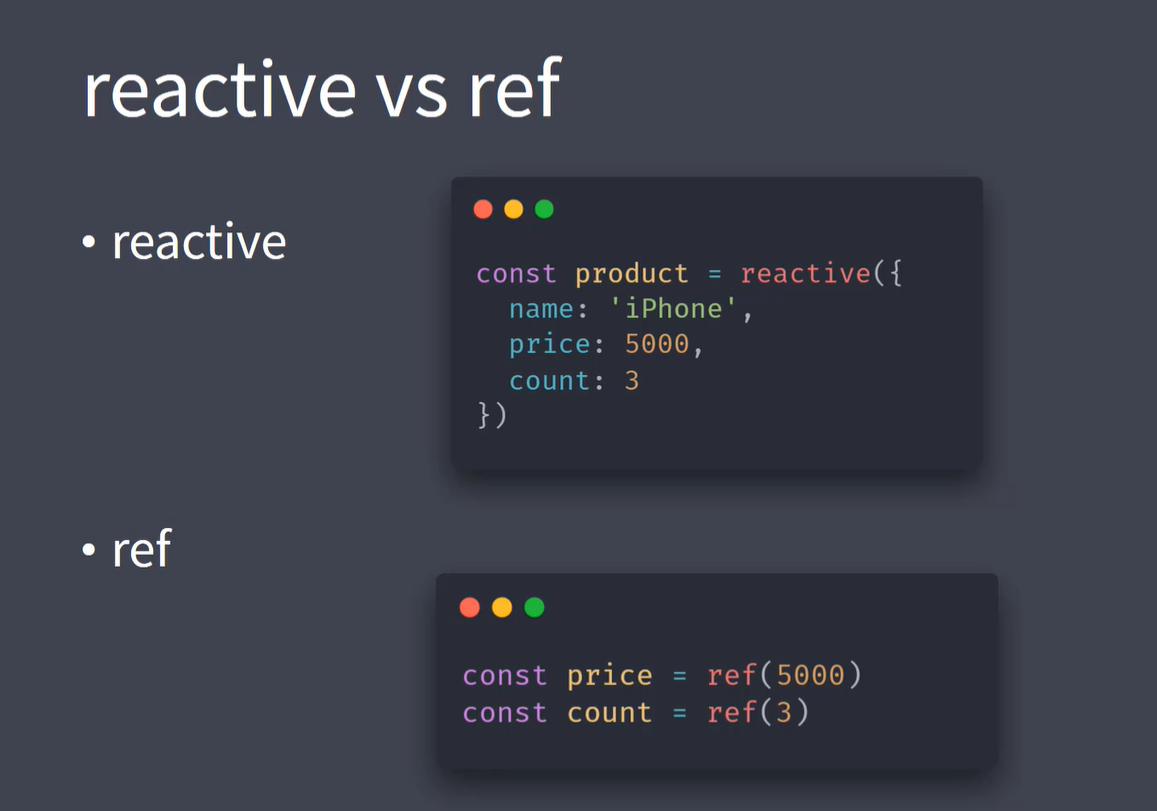 reactive vs ref
• reactive
const product = reactive({
  name: 'iPhone',
  price: 5000,
  count: 3
})
• ref
const price = ref(5000)
const count = ref(3)